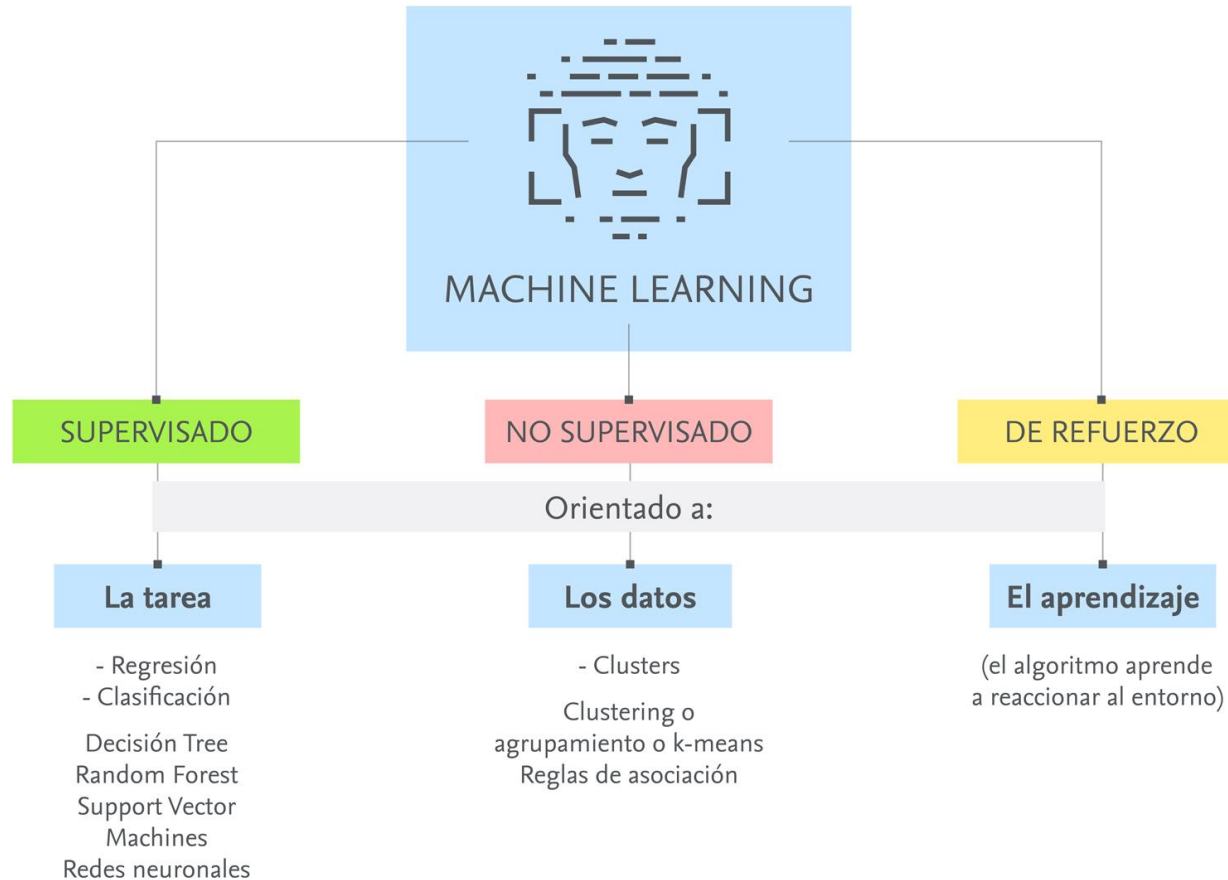 MACHINE LEARNING
SUPERVISADO
NO SUPERVISADO
DE REFUERZO
Orientado a:
La tarea
- Regresión
- Clasificación
Decisión Tree
Random Forest
Support Vector
Machines
Redes neuronales
Los datos
- Clusters
Clustering o
agrupamiento o k-means
Reglas de asociación
El aprendizaje
(el algoritmo aprende
a reaccionar al entorno)